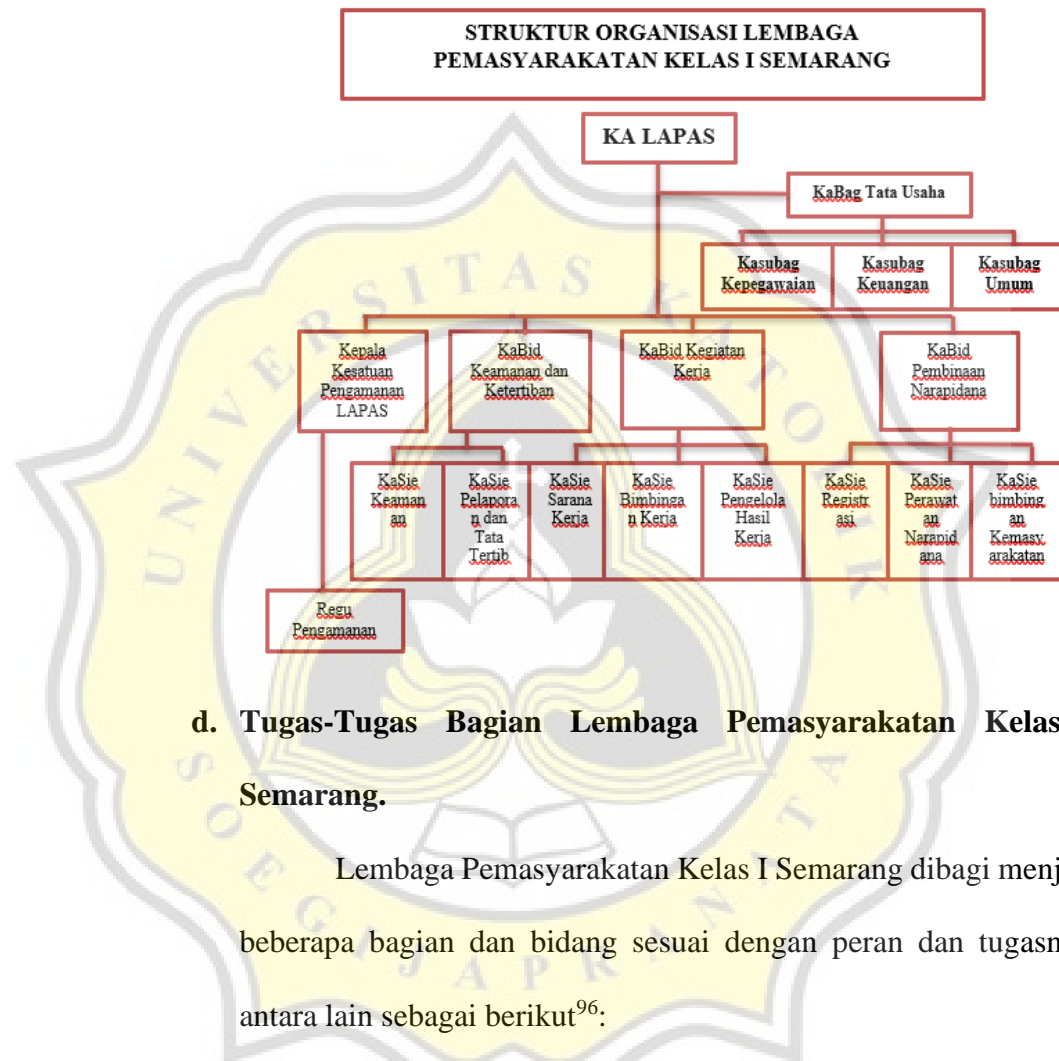 STRUKTUR ORGANISASI LEMBAGA
PEMASYARAKATAN KELAS I SEMARANG
KA LAPAS
KaBag Tata Usaha
Kasubag
Kepegawaian
Kasubag
Keuangan
Kasubag
Umum
Kepala
Kesatuan
Pengamanan
LAPAS
KaBid
Keamanan dan
Ketertiban
KaBid Kegiatan
Kerja
KaBid
Pembinaan
Narapidana
KaSie
Keaman
an
KaSie
Pelapora
n dan
Tata
Tertib
KaSie
Sarana
Kerja
KaSie
Bimbinga
n Kerja
KaSie
Pengelola
Hasil
Kerja
KaSie
Registr
asi
KaSie
Perawat
an
Narapid
ana
KaSie
bimbing
an
Kemasy
arakatan
Regu
Pengamanan
d. Tugas-Tugas Bagian Lembaga Pemasyarakatan Kelas
Semarang.
Lembaga Pemasyarakatan Kelas I Semarang dibagi menj
beberapa bagian dan bidang sesuai dengan peran dan tugasn
antara lain sebagai berikut96:
UNIVERSITAS KATOLIK
SOEGIJAPRANATA